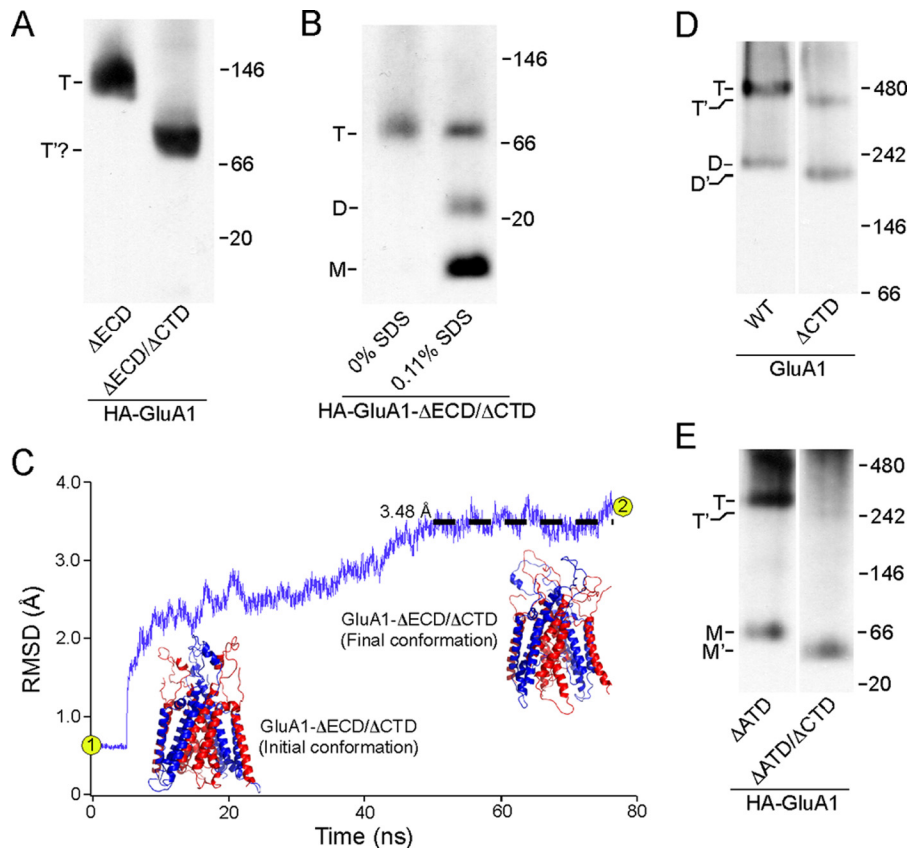 A
T–
T'?
–146
–66
–20
ΔECD
ΔECD/ΔCTD
HA-GluA1
B
T–
D–
M–
–146
–66
–20
0% SDS
0.11% SDS
HA-GluA1-ΔECD/ΔCTD
D
T–
T'
D–
D'
–480
–242
–146
–66
WT
ΔCTD
GluA1
C
RMSD (Å)
4.0
3.0
2.0
1.0
0
3.48 Å
1
2
GluA1-ΔECD/ΔCTD
(Final conformation)
GluA1-ΔECD/ΔCTD
(Initial conformation)
0
20
40
60
80
Time (ns)
E
T–
T'
M–
M'
–480
–242
–146
–66
–20
ΔATD
ΔATD/ΔCTD
HA-GluA1